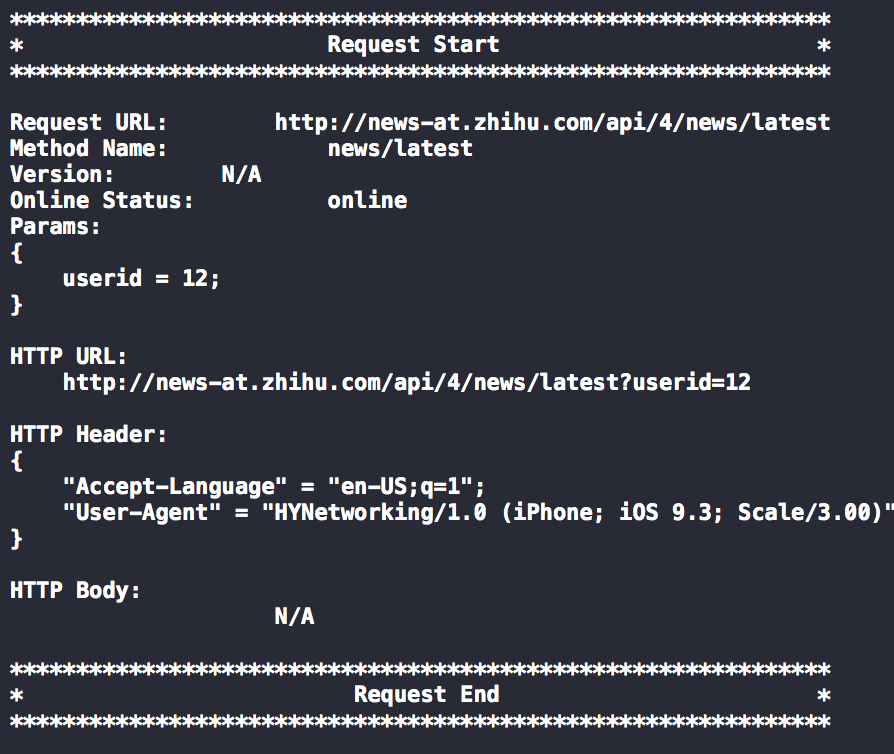 **************************************************************
*                       Request Start                        *
**************************************************************
Request URL:        http://news-at.zhihu.com/api/4/news/latest
Method Name:            news/latest
Version:        N/A
Online Status:          online
Params:
{
    userid = 12;
}
HTTP URL:
    http://news-at.zhihu.com/api/4/news/latest?userid=12
HTTP Header:
{
    "Accept-Language" = "en-US;q=1";
    "User-Agent" = "HYNetworking/1.0 (iPhone; iOS 9.3; Scale/3.00)"
}
HTTP Body:
                    N/A
**************************************************************
*                         Request End                        *
**************************************************************